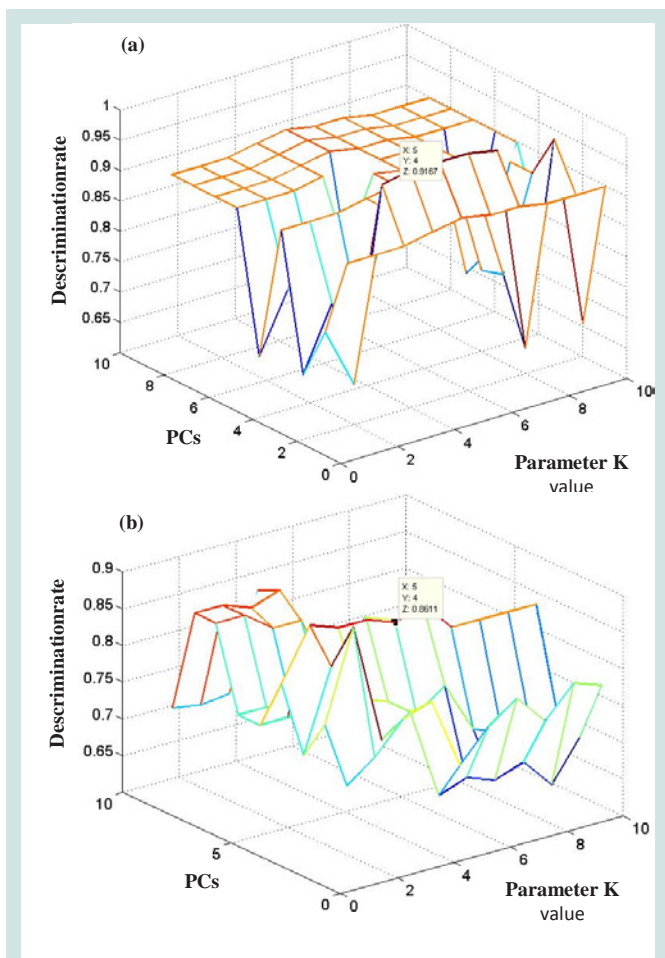 (a)
Descriminationrate
1
0.95
0.9
0.85
0.8
0.75
0.7
0.65
X: 5
Y: 4
Z: 0.9167
10
8
6
4
2
0
PCs
0
2
4
6
8
10
Parameter K
value
(b)
Descriminationrate
0.9
0.85
0.8
0.75
0.7
0.65
X: 5
Y: 4
Z: 0.8611
10
5
0
PCs
0
2
4
6
8
10
Parameter K
value